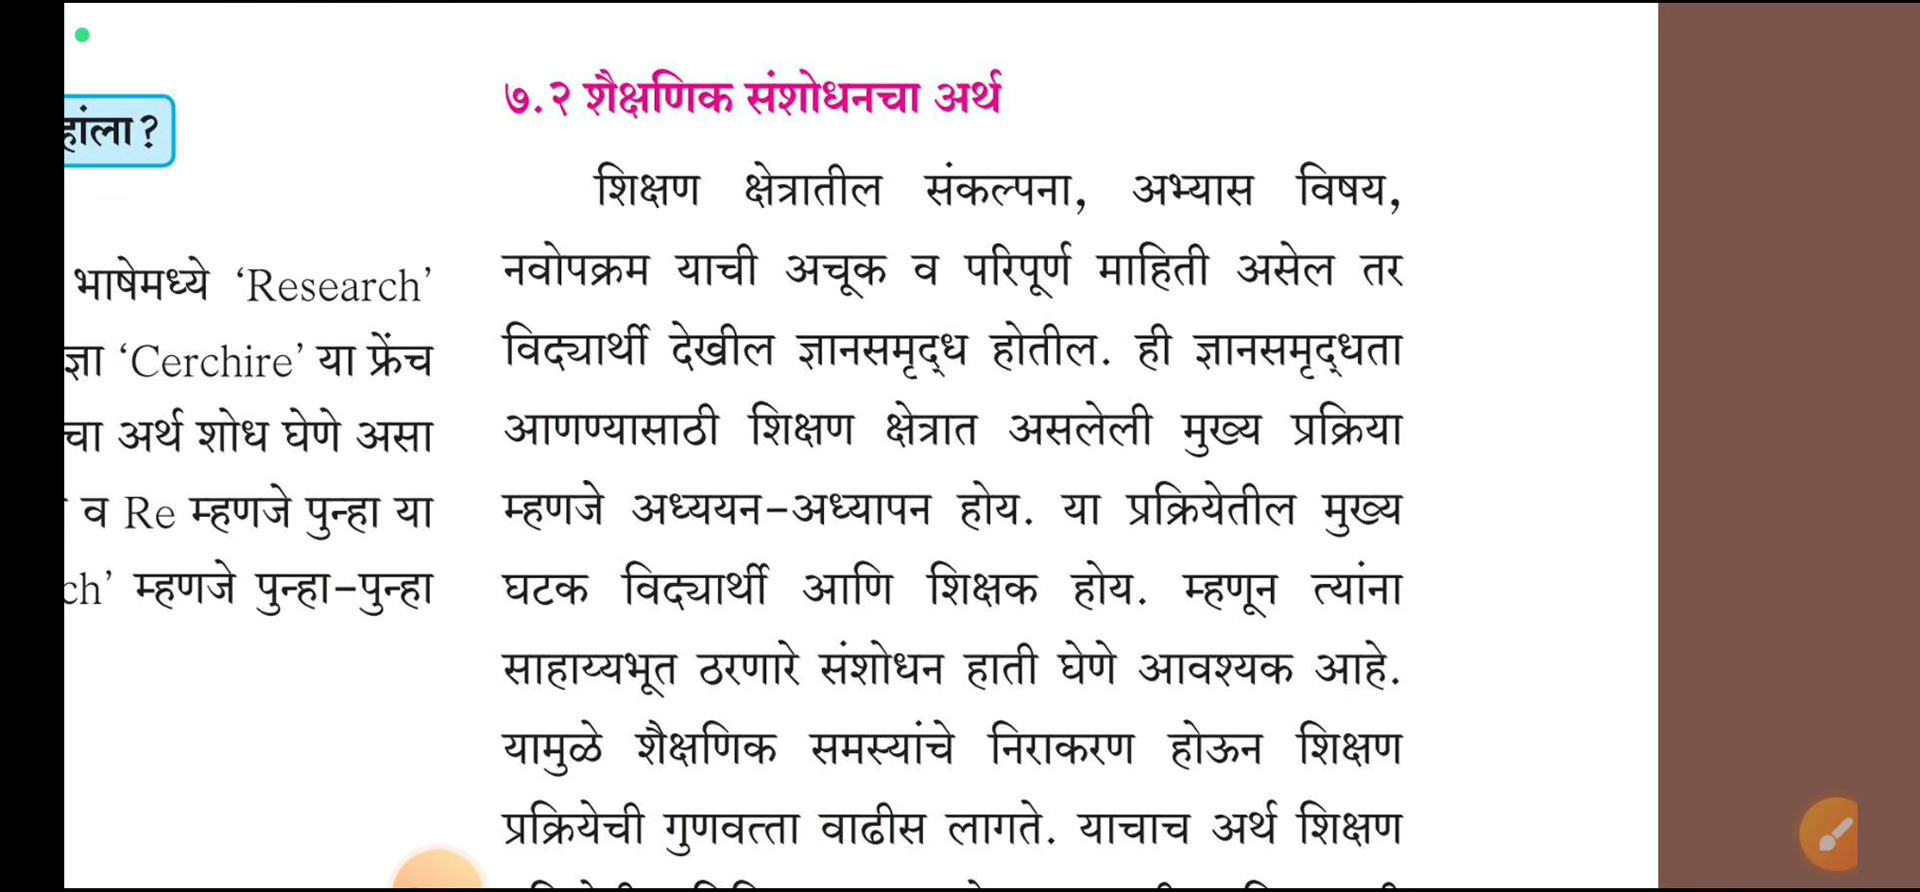 हांला?
भाषेमध्ये ‘Research’
ज्ञा ‘Cerchire’ या फ्रेंच
चा अर्थ शोध घेणे असा
व Re म्हणजे पुन्हा या
ch’ म्हणजे पुन्हा-पुन्हा
७.२ शैक्षणिक संशोधनचा अर्थ
शिक्षण क्षेत्रातील संकल्पना, अभ्यास विषय,
नवोपक्रम याची अचूक व परिपूर्ण माहिती असेल तर
विद्यार्थी देखील ज्ञानसमृद्ध होतील. ही ज्ञानसमृद्धता
आणण्यासाठी शिक्षण क्षेत्रात असलेली मुख्य प्रक्रिया
म्हणजे अध्ययन-अध्यापन होय. या प्रक्रियेतील मुख्य
घटक विद्यार्थी आणि शिक्षक होय. म्हणून त्यांना
साहाय्यभूत ठरणारे संशोधन हाती घेणे आवश्यक आहे.
यामुळे शैक्षणिक समस्यांचे निराकरण होऊन शिक्षण
प्रक्रियेची गुणवत्ता वाढीस लागते. याचाच अर्थ शिक्षण